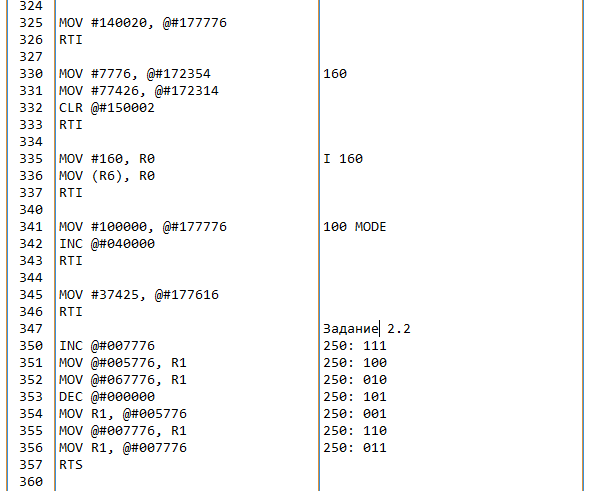 324
325 MOV #140020, @#177776
326 RTI
327
330 MOV #7776, @#172354 160
331 MOV #77426, @#172314
332 CLR @#150002
333 RTI
334
335 MOV #160, R0 I 160
336 MOV (R6), R0
337 RTI
340
341 MOV #100000, @#177776 100 MODE
342 INC @#040000
343 RTI
344
345 MOV #37425, @#177616
346 RTI
347 Задание 2.2
350 INC @#007776 250: 111
351 MOV @#005776, R1 250: 100
352 MOV @#067776, R1 250: 010
353 DEC @#000000 250: 101
354 MOV R1, @#005776 250: 001
355 MOV @#007776, R1 250: 110
356 MOV R1, @#007776 250: 011
357 RTS
360